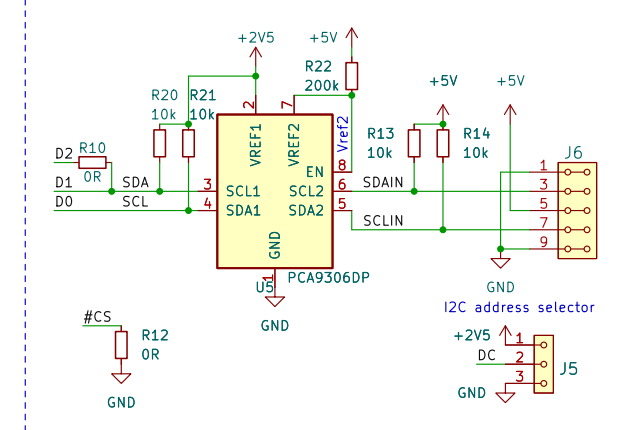 +2V5
+5V
R22
200k
R20
10k
R21
10k
2
7
VREF1
VREF2
Vref2
+5V
+5V
D2
R10
0R
R13
10k
R14
10k
J6
EN
8
D1
SDA
3
SCL1
SCL2
6
SDAIN
D0
SCL
4
SDA1
SDA2
5
SCLIN
1
3
5
7
9
GND
1
U5
PCA9306DP
GND
GND
I2C address selector
#CS
R12
0R
GND
+2V5
DC
GND
1
2
3
J5